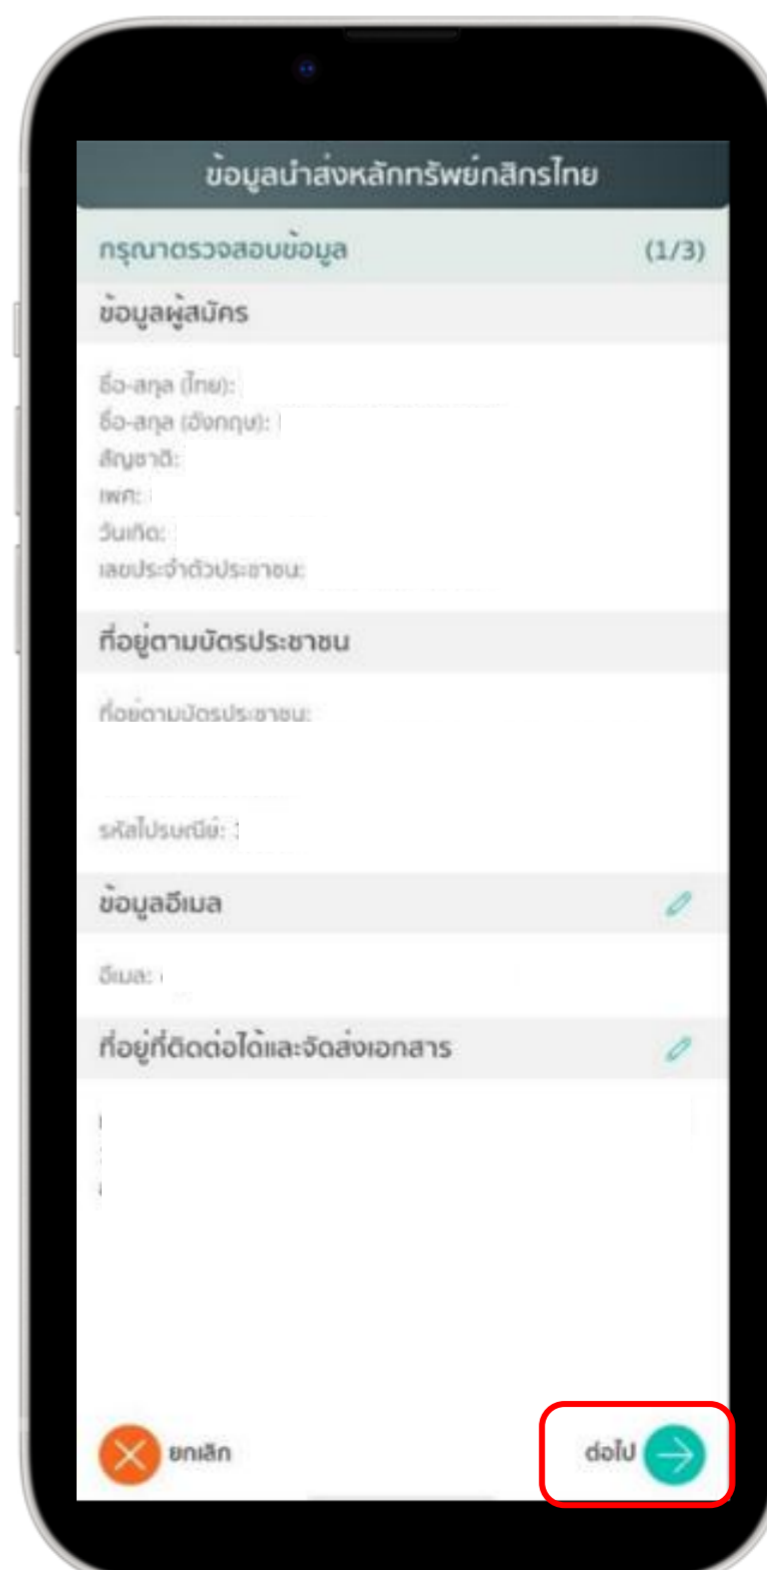 ข้อมูลนำส่งหลักทรัพย์กสิกรไทย
กรุณาตรวจสอบข้อมูล (1/3)
ข้อมูลผู้สมัคร
ชื่อ-สกุล (ไทย):
ชื่อ-สกุล (อังกฤษ):
สัญชาติ:
เพศ:
วันเกิด:
เลขประจำตัวประชาชน:
ที่อยู่ตามบัตรประชาชน
ที่อยู่ตามบัตรประชาชน:
รหัสไปรษณีย์:
ข้อมูลอีเมล
อีเมล:
ที่อยู่ที่ติดต่อได้และจัดส่งเอกสาร
ยกเลิก ต่อไป